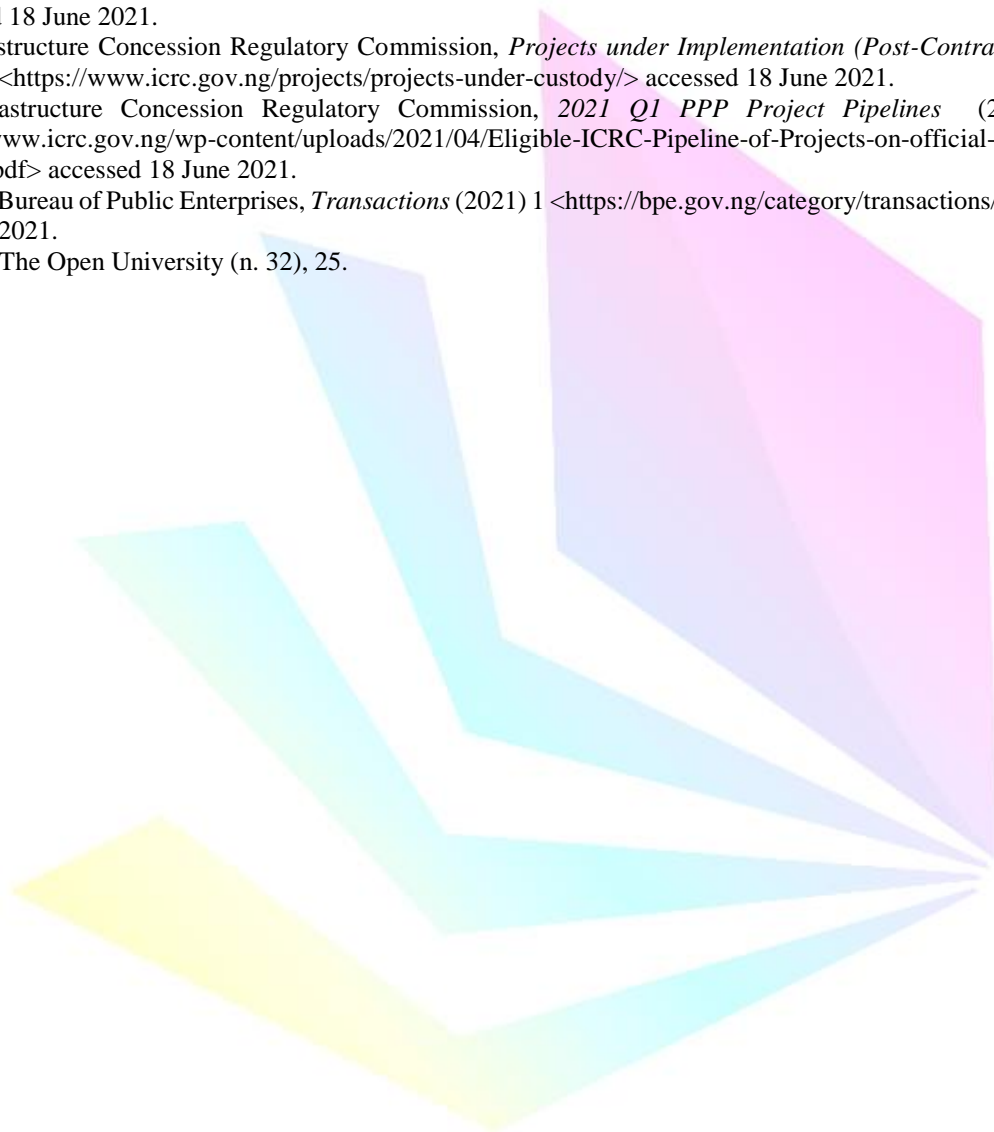 18 June 2021.
structure Concession Regulatory Commission, Projects under Implementation (Post-Contra
<https://www.icrc.gov.ng/projects/projects-under-custody/> accessed 18 June 2021.
astructure Concession Regulatory Commission, 2021 Q1 PPP Project Pipelines (2
www.icrc.gov.ng/wp-content/uploads/2021/04/Eligible-ICRC-Pipeline-of-Projects-on-official-
pdf> accessed 18 June 2021.
Bureau of Public Enterprises, Transactions (2021) 1 <https://bpe.gov.ng/category/transactions/
2021.
The Open University (n. 32), 25.